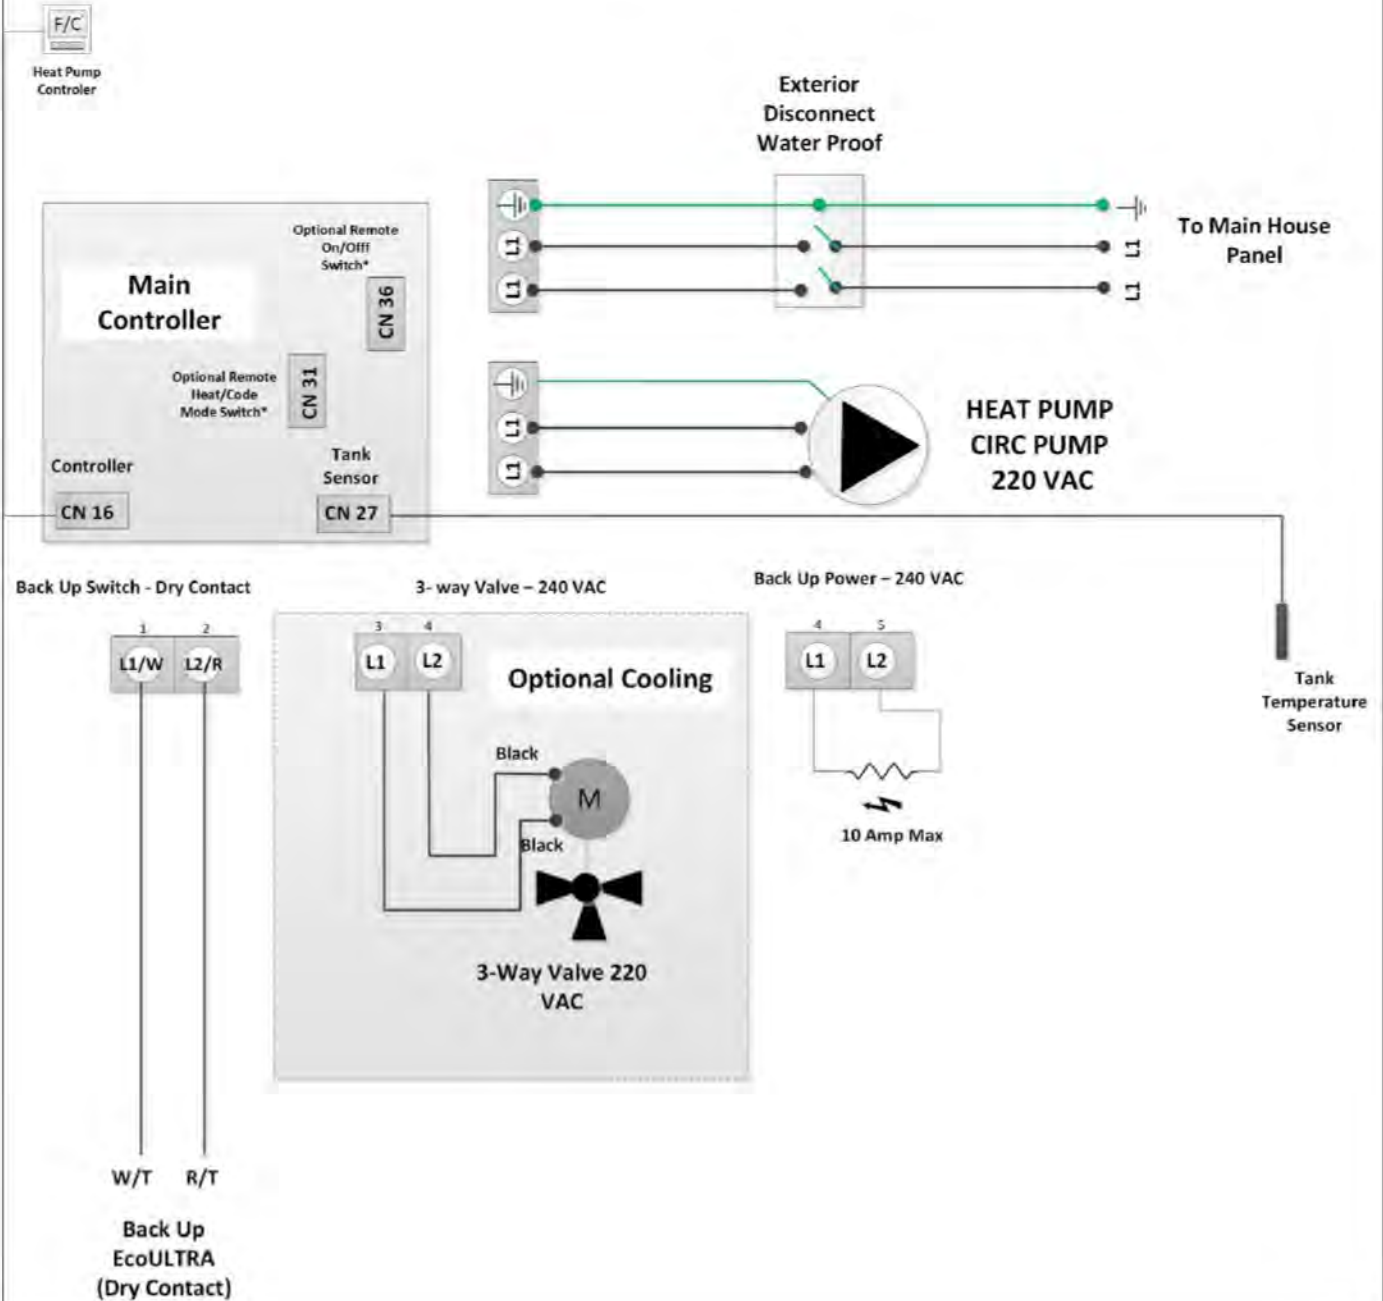 F/C
Heat Pump
Controler
Exterior
Disconnect
Water Proof
L1
L1
L1
L1
To Main House
Panel
Main
Controller
Optional Remote
On/Offf
Switch*
CN 36
Optional Remote
Heat/Code
Mode Switch*
CN 31
Controller
CN 16
Tank
Sensor
CN 27
L1
L1
HEAT PUMP
CIRC PUMP
220 VAC
Back Up Switch - Dry Contact
1 2
L1/W L2/R
W/T R/T
Back Up
EcoULTRA
(Dry Contact)
3- way Valve – 240 VAC
3 4
L1 L2
Optional Cooling
Black
M
Black
3-Way Valve 220
VAC
Back Up Power – 240 VAC
4 5
L1 L2
10 Amp Max
Tank
Temperature
Sensor